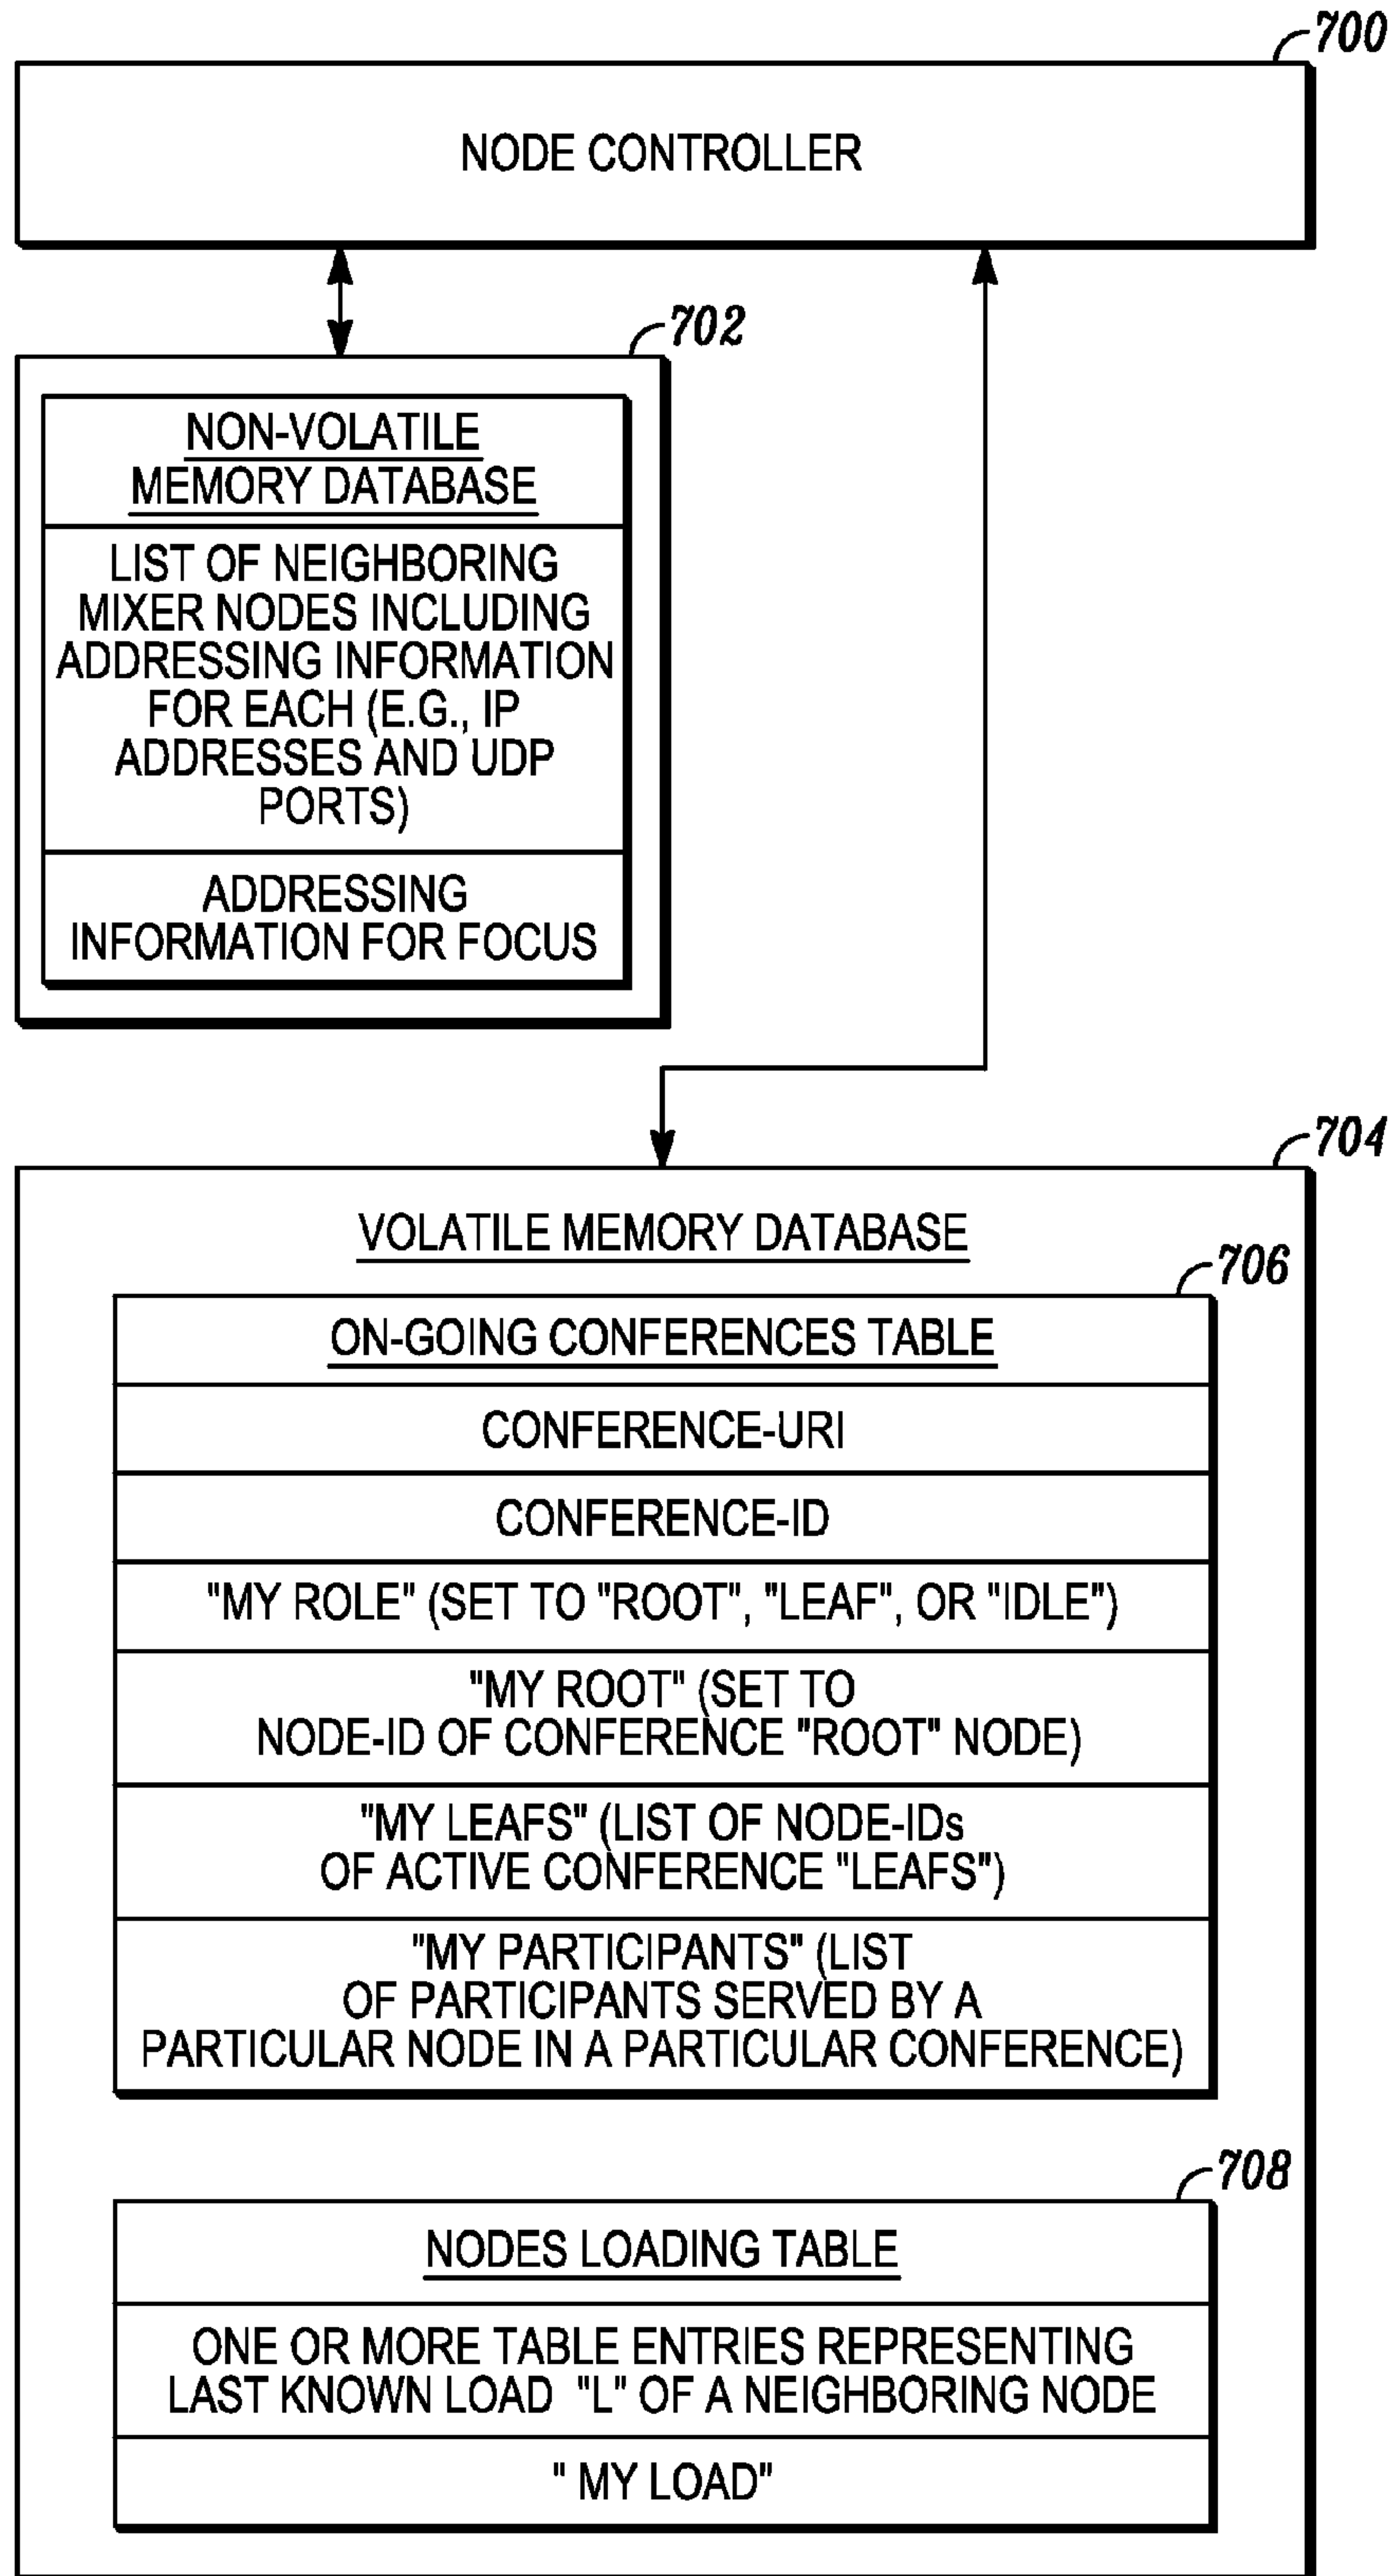 700
NODE CONTROLLER
702
NON-VOLATILE
MEMORY DATABASE
LIST OF NEIGHBORING
MIXER NODES INCLUDING
ADDRESSING INFORMATION
FOR EACH (E.G., IP
ADDRESSES AND UDP
PORTS)
ADDRESSING
INFORMATION FOR FOCUS
704
VOLATILE MEMORY DATABASE
706
ON-GOING CONFERENCES TABLE
CONFERENCE-URI
CONFERENCE-ID
"MY ROLE" (SET TO "ROOT", "LEAF", OR "IDLE")
"MY ROOT" (SET TO
NODE-ID OF CONFERENCE "ROOT" NODE)
"MY LEAFS" (LIST OF NODE-IDs
OF ACTIVE CONFERENCE "LEAFS")
"MY PARTICIPANTS" (LIST
OF PARTICIPANTS SERVED BY A
PARTICULAR NODE IN A PARTICULAR CONFERENCE)
708
NODES LOADING TABLE
ONE OR MORE TABLE ENTRIES REPRESENTING
LAST KNOWN LOAD "L" OF A NEIGHBORING NODE
" MY LOAD"